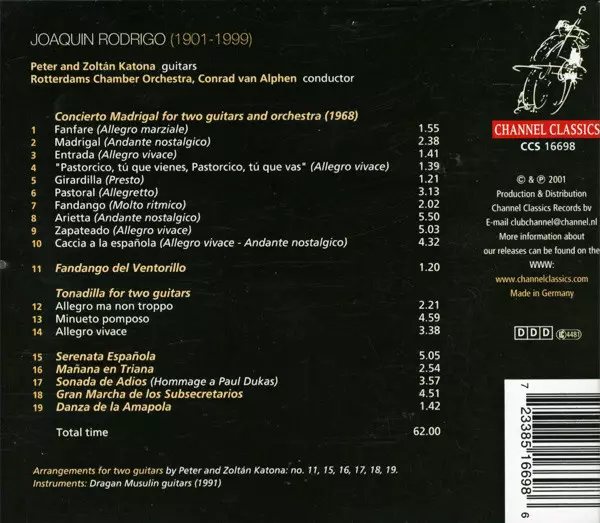 JOAQUIN RODRIGO (1901-1999)
Peter and Zoltán Katona guitars
Rotterdams Chamber Orchestra, Conrad van Alphen conductor
Concierto Madrigal for two guitars and orchestra (1968)
1 Fanfare (Allegro marziale) 1.55
2 Madrigal (Andante nostalgico) 2.38
3 Entrada (Allegro vivace) 1.41
4 "Pastorcico, tú que vienes, Pastorcico, tú que vas" (Allegro vivace) 1.39
5 Girardilla (Presto) 1.21
6 Pastoral (Allegretto) 3.13
7 Fandango (Molto ritmico) 2.02
8 Arietta (Andante nostalgico) 5.50
9 Zapateado (Allegro vivace) 5.03
10 Caccia a la española (Allegro vivace - Andante nostalgico) 4.32
11 Fandango del Ventorillo 1.20
Tonadilla for two guitars
12 Allegro ma non troppo 2.21
13 Minueto pomposo 4.59
14 Allegro vivace 3.38
15 Serenata Española 5.05
16 Mañana en Triana 2.54
17 Sonada de Adios (Hommage a Paul Dukas) 3.57
18 Gran Marcha de los Subsecretarios 4.51
19 Danza de la Amapola 1.42
Total time 62.00
Arrangements for two guitars by Peter and Zoltán Katona: no. 11, 15, 16, 17, 18, 19.
Instruments: Dragan Musulin guitars (1991)
CHANNEL CLASSICS
CCS 16698
© & ℗ 2001
Production & Distribution
Channel Classics Records bv
E-mail clubchannel@channel.nl
More information about
our releases can be found on the
WWW:
www.channelclassics.com
Made in Germany
D D D LC 4481
7 23385 16698 6